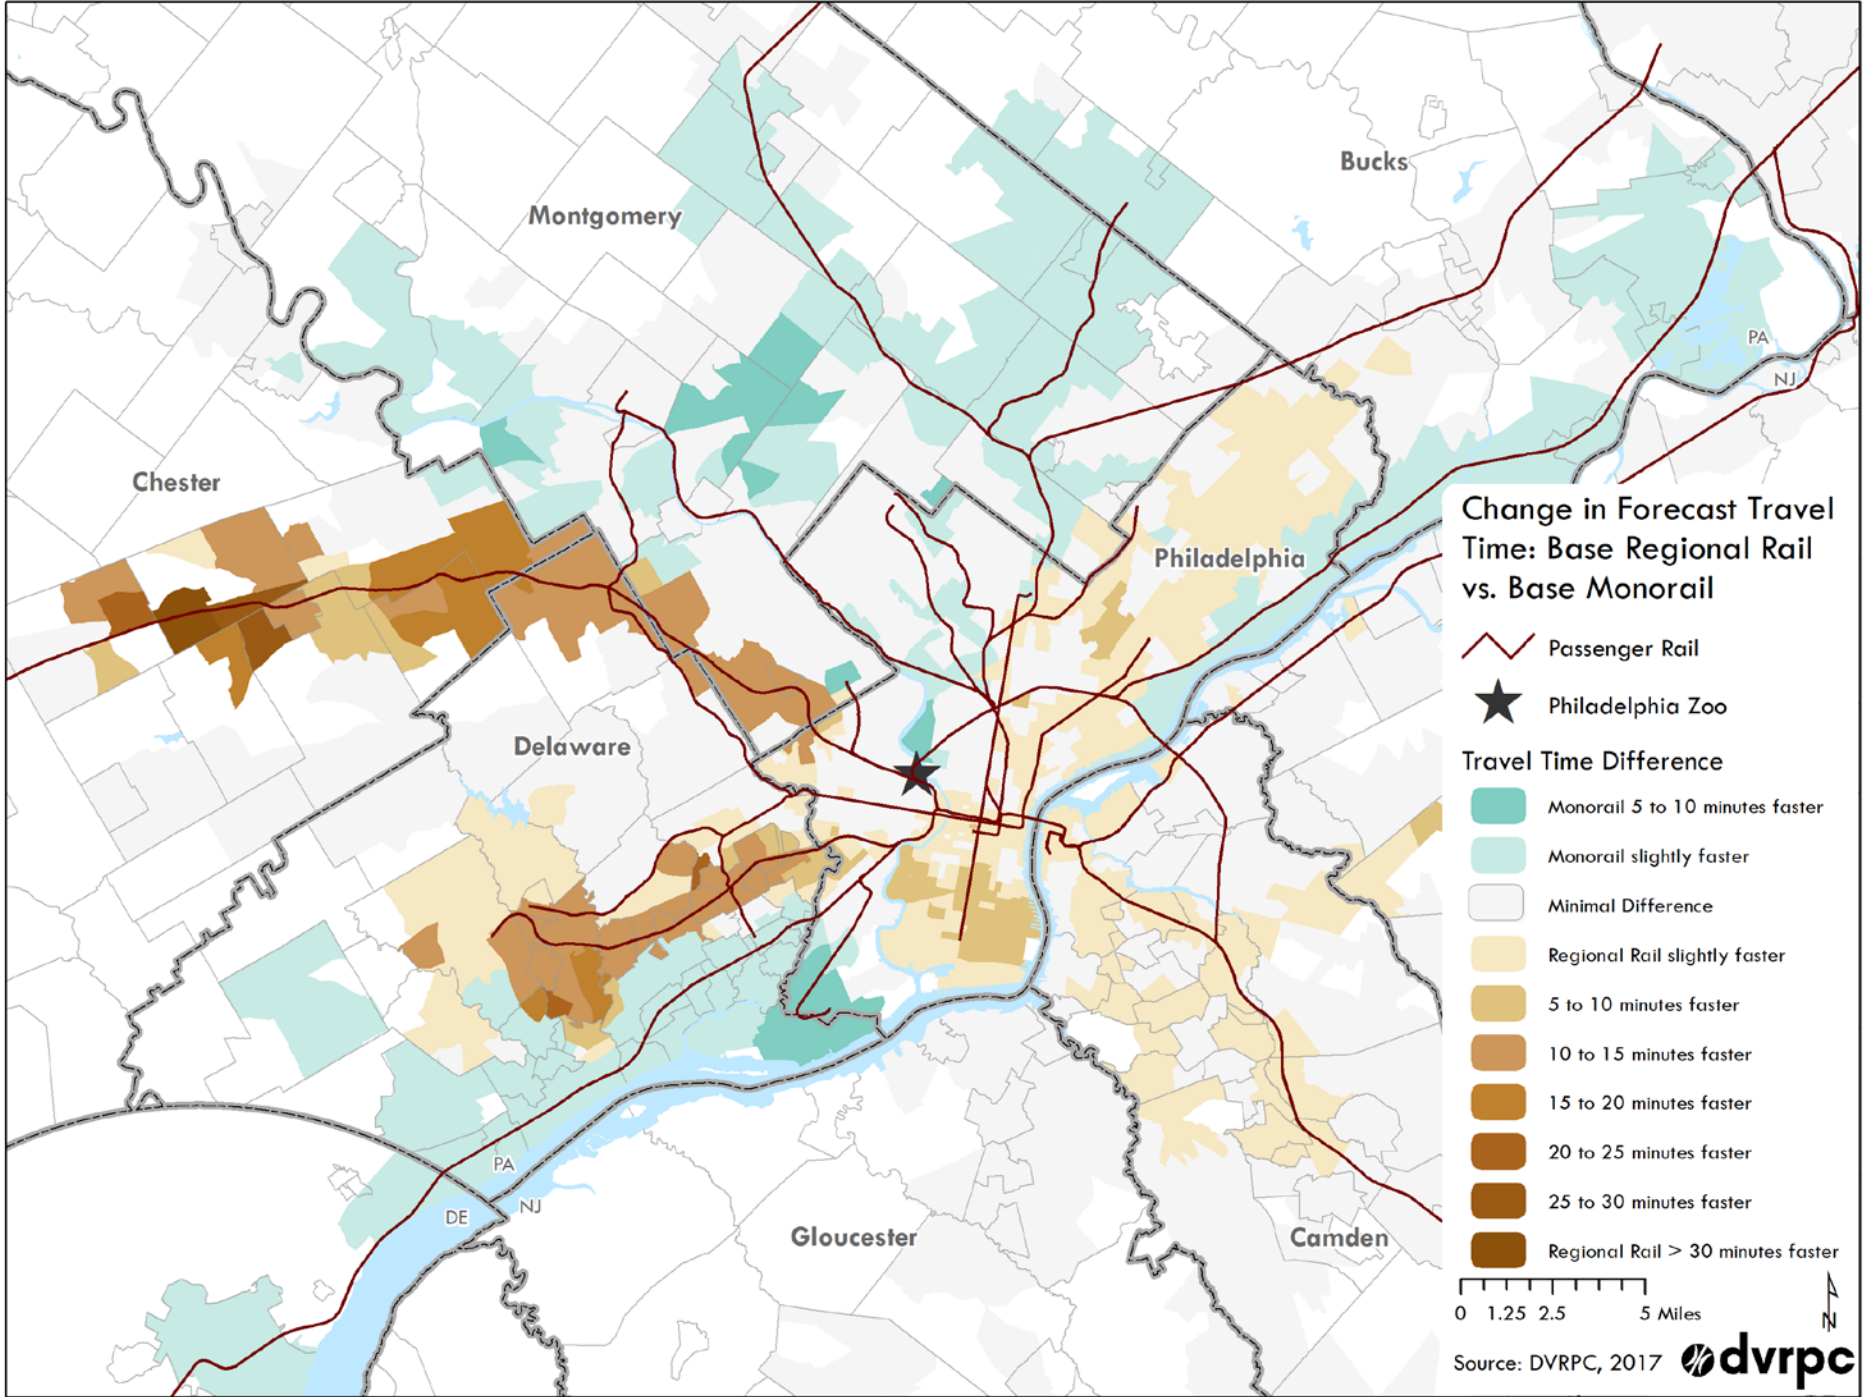 Bucks
Montgomery
PA
NJ
Chester
Philadelphia
Delaware
PA
NJ
DE
Gloucester
Camden
Change in Forecast Travel
Time: Base Regional Rail
vs. Base Monorail
Passenger Rail
Philadelphia Zoo
Travel Time Difference
Monorail 5 to 10 minutes faster
Monorail slightly faster
Minimal Difference
Regional Rail slightly faster
5 to 10 minutes faster
10 to 15 minutes faster
15 to 20 minutes faster
20 to 25 minutes faster
25 to 30 minutes faster
Regional Rail > 30 minutes faster
0 1.25 2.5 5 Miles
N
Source: DVRPC, 2017
dvrpc